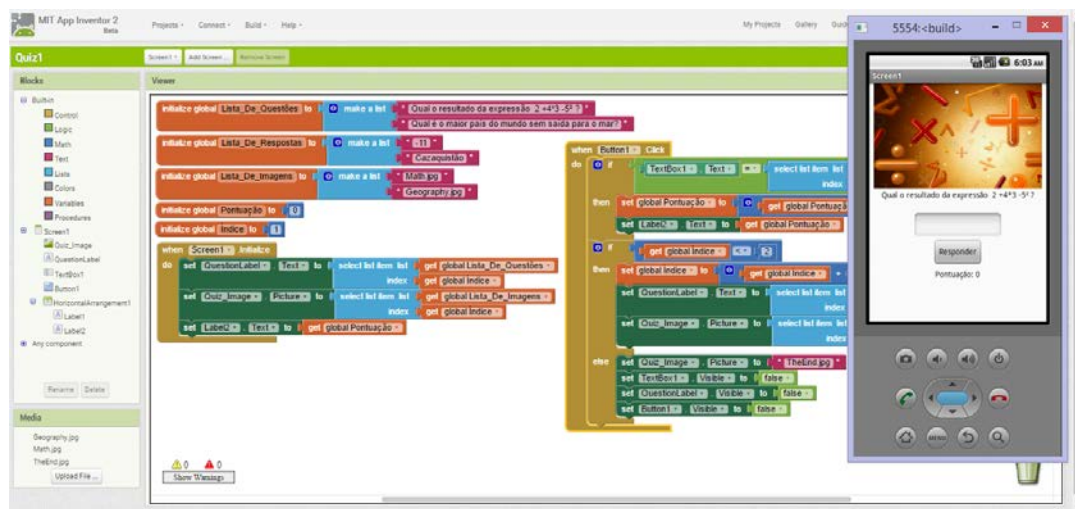 MIT App Inventor 2
Beta
Projects Connect Build Help
My Projects Gallery
Quiz1
Screen1 Add Screen ... Remove Screen
Blocks
Viewer
Built-in
Control
Logic
Math
Text
Lists
Colors
Variables
Procedures
Screen1
Quiz_Image
QuestionLabel
TextBox1
Button1
HorizontalArrangement1
Label1
Label2
Any component
Rename Delete
Media
Geography.jpg
Math.jpg
TheEnd.jpg
Upload File ...
initialize global Lista_De_Questões to make a list " Qual o resultado da expressão 2 +4*3 -5² ? "
" Qual é o maior país do mundo sem saída para o mar? "
initialize global Lista_De_Respostas to make a list " -11 "
" Cazaquistão "
initialize global Lista_De_Imagens to make a list " Math.jpg "
" Geography.jpg "
initialize global Pontuação to 0
initialize global Indice to 1
when Screen1 .Initialize
do set QuestionLabel . Text to select list item list get global Lista_De_Questões
index get global Indice
set Quiz_Image . Picture to select list item list get global Lista_De_Imagens
index get global Indice
set Label2 . Text to get global Pontuação
0 0
Show Warnings
when Button1 .Click
do if TextBox1 . Text = select list item list
index
then set global Pontuação to get global Pontuaçã
set Label2 . Text to get global Pontuação
if get global Indice < 2
then set global Indice to get global Indice +
set QuestionLabel . Text to select list item list
set Quiz_Image . Picture to select list item list
index
else set Quiz_Image . Picture to " TheEnd.jpg "
set TextBox1 . Visible to false
set QuestionLabel . Visible to false
set Button1 . Visible to false
5554:<build>
6:03 AM
Screen1
Qual o resultado da expressão 2 +4*3 -5² ?
Responder
Pontuação: 0
MENU